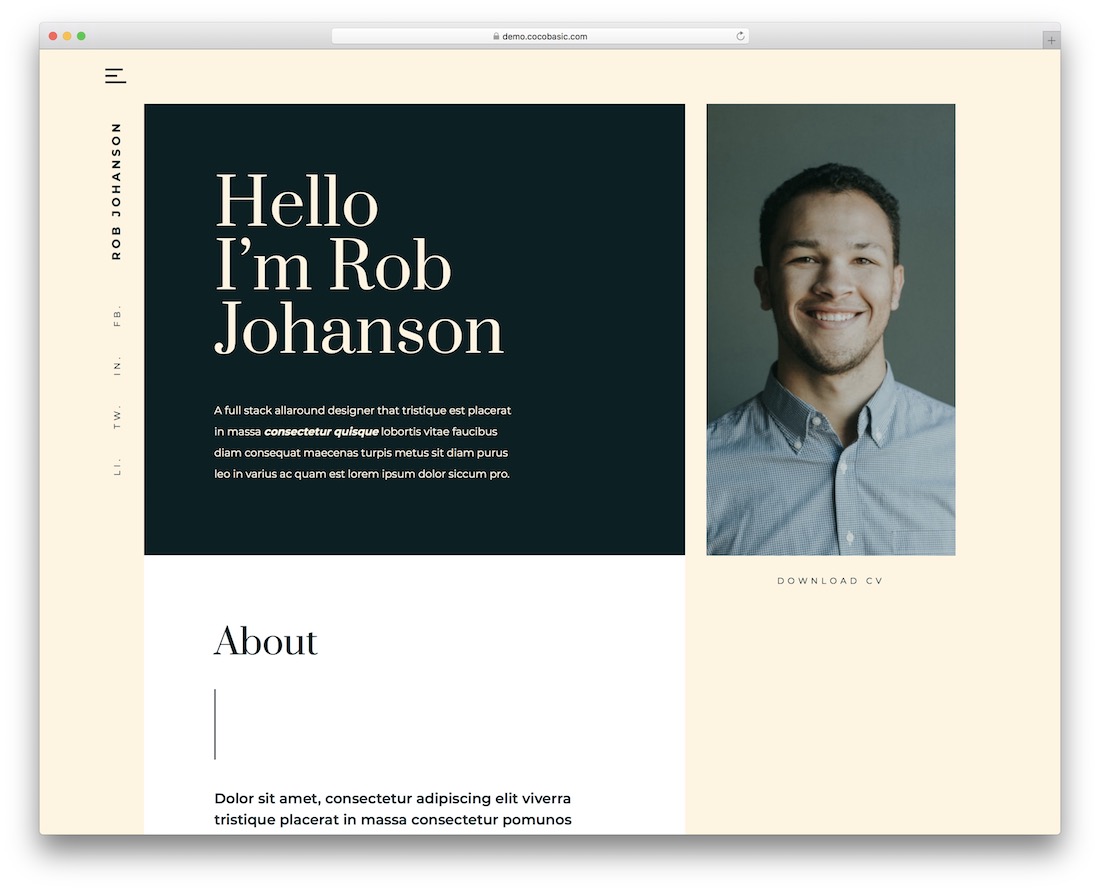 demo.cocobasic.com
ROB JOHANSON
FB.
IN.
TW.
LI.
Hello
I’m Rob
Johanson
A full stack allaround designer that tristique est placerat
in massa consectetur quisque lobortis vitae faucibus
diam consequat maecenas turpis metus sit diam purus
leo in varius ac quam est lorem ipsum dolor siccum pro.
DOWNLOAD CV
About
Dolor sit amet, consectetur adipiscing elit viverra
tristique placerat in massa consectetur pomunos